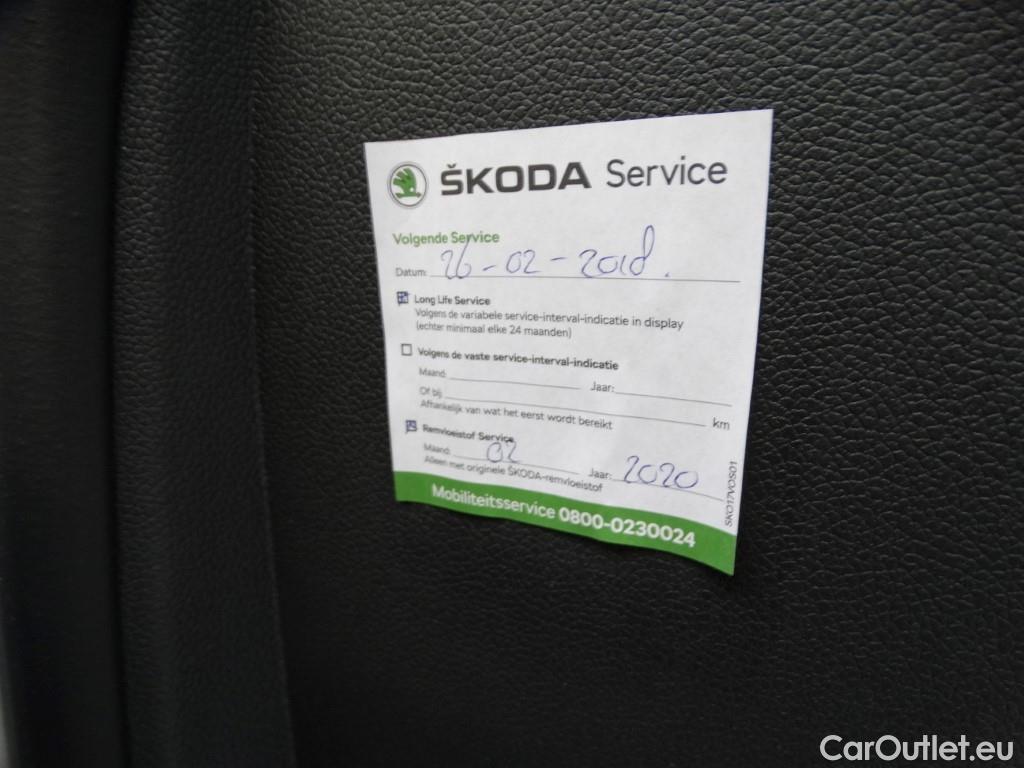 ŠKODA Service
Volgende Service
Datum: 26-02-2018.
Long Life Service
Volgens de variabele service-interval-indicatie in display
(echter minimaal elke 24 maanden)
Volgens de vaste service-interval-indicatie
Maand: Jaar:
Of bij km
Afhankelijk van wat het eerst wordt bereikt
Remvloeistof Service
Maand: 02 Jaar: 2020
Alleen met originele ŠKODA-remvloeistof
Mobiliteitsservice 0800-0230024
SKO17VOS01
CarOutlet.eu